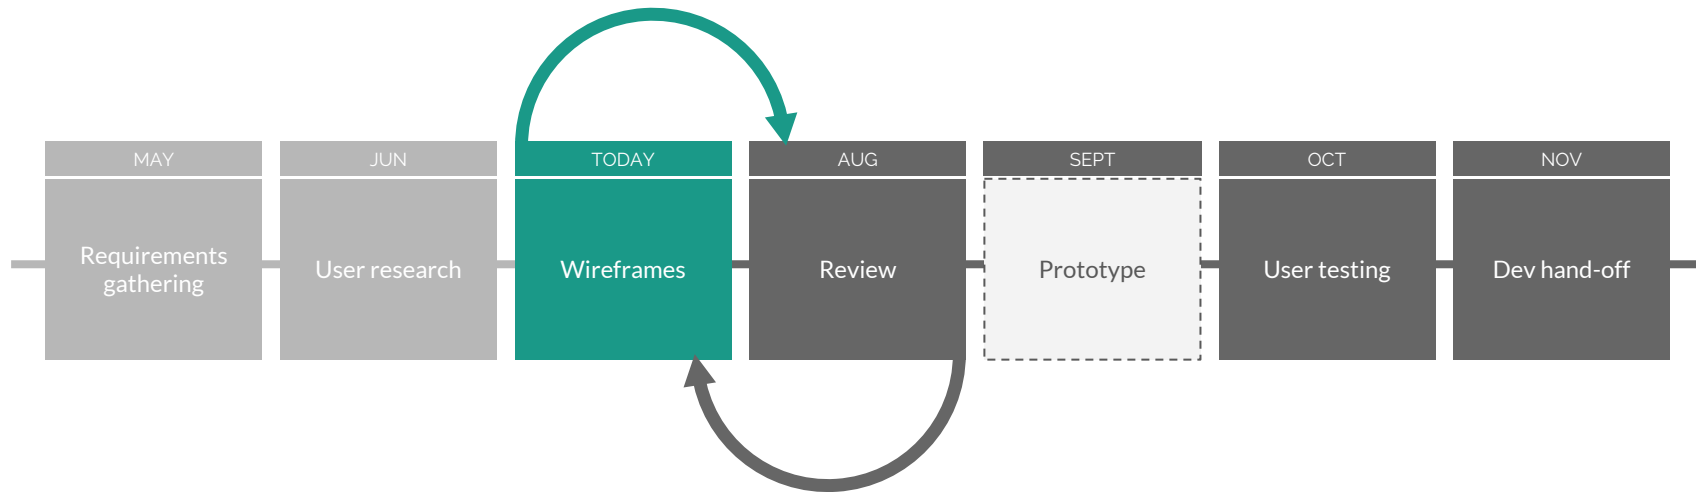 MAY
JUN
TODAY
AUG
SEPT
OCT
NOV
Requirements
gathering
User research
Wireframes
Review
Prototype
User testing
Dev hand-off